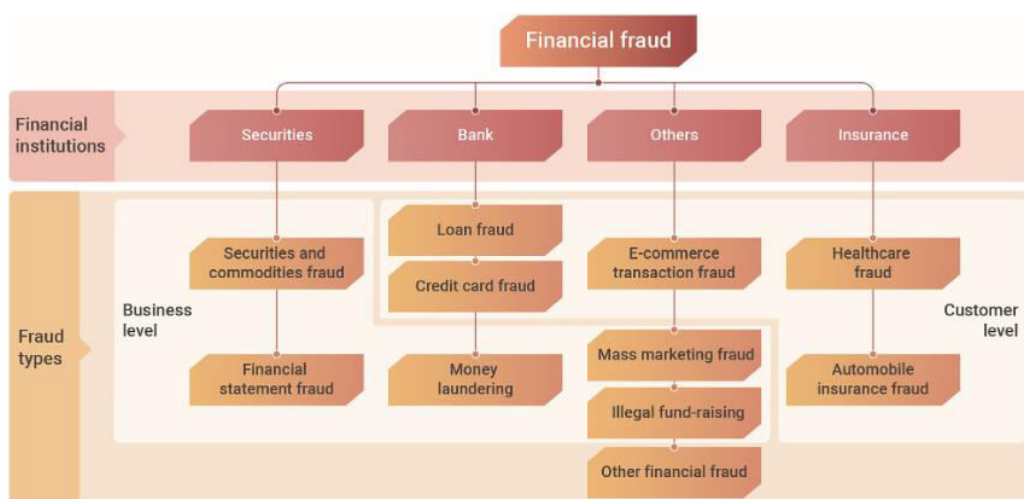 Financial fraud
Financial
institutions
Securities
Bank
Others
Insurance
Fraud
types
Business
level
Customer
level
Securities and
commodities fraud
Financial
statement fraud
Loan fraud
Credit card fraud
Money
laundering
E-commerce
transaction fraud
Mass marketing fraud
Illegal fund-raising
Other financial fraud
Healthcare
fraud
Automobile
insurance fraud